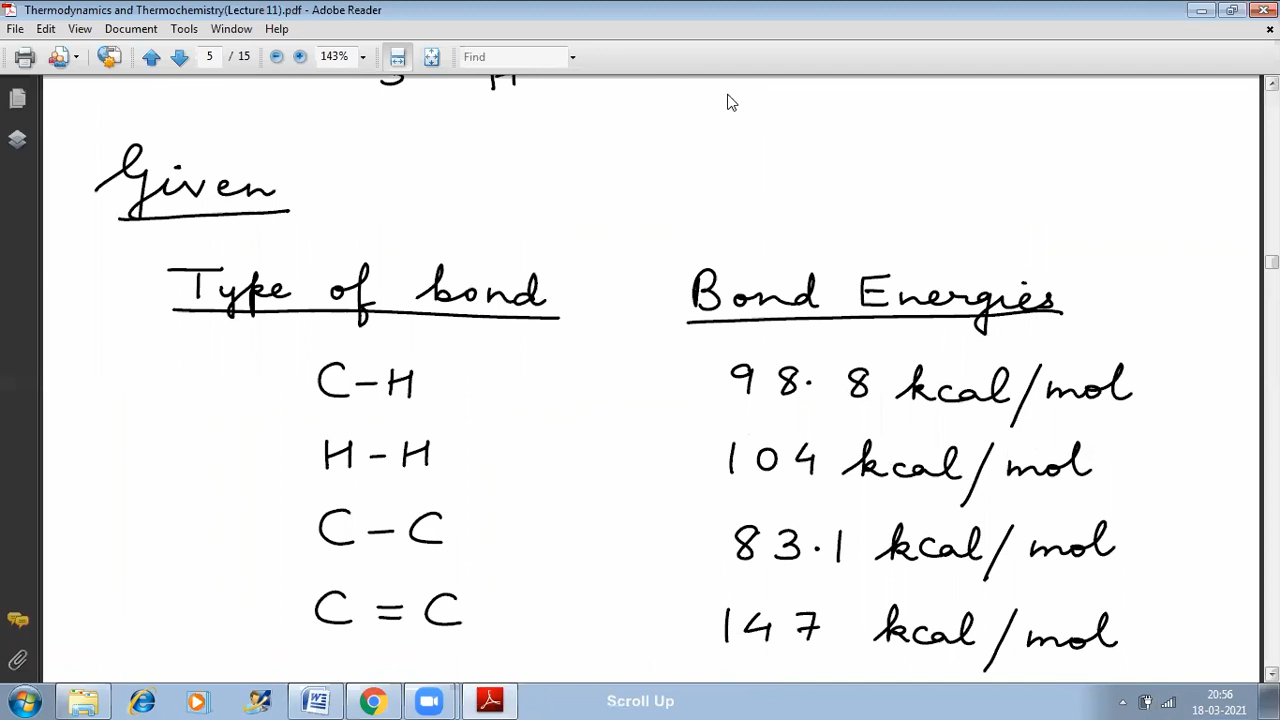 Thermodynamics and Thermochemistry(Lecture 11).pdf - Adobe Reader
File Edit View Document Tools Window Help
5 / 15 143% Find
Given
Type of bond Bond Energies
C-H 98.8 kcal/mol
H-H 104 kcal/mol
C-C 83.1 kcal/mol
C=C 147 kcal/mol
Scroll Up
20:56
18-03-2021